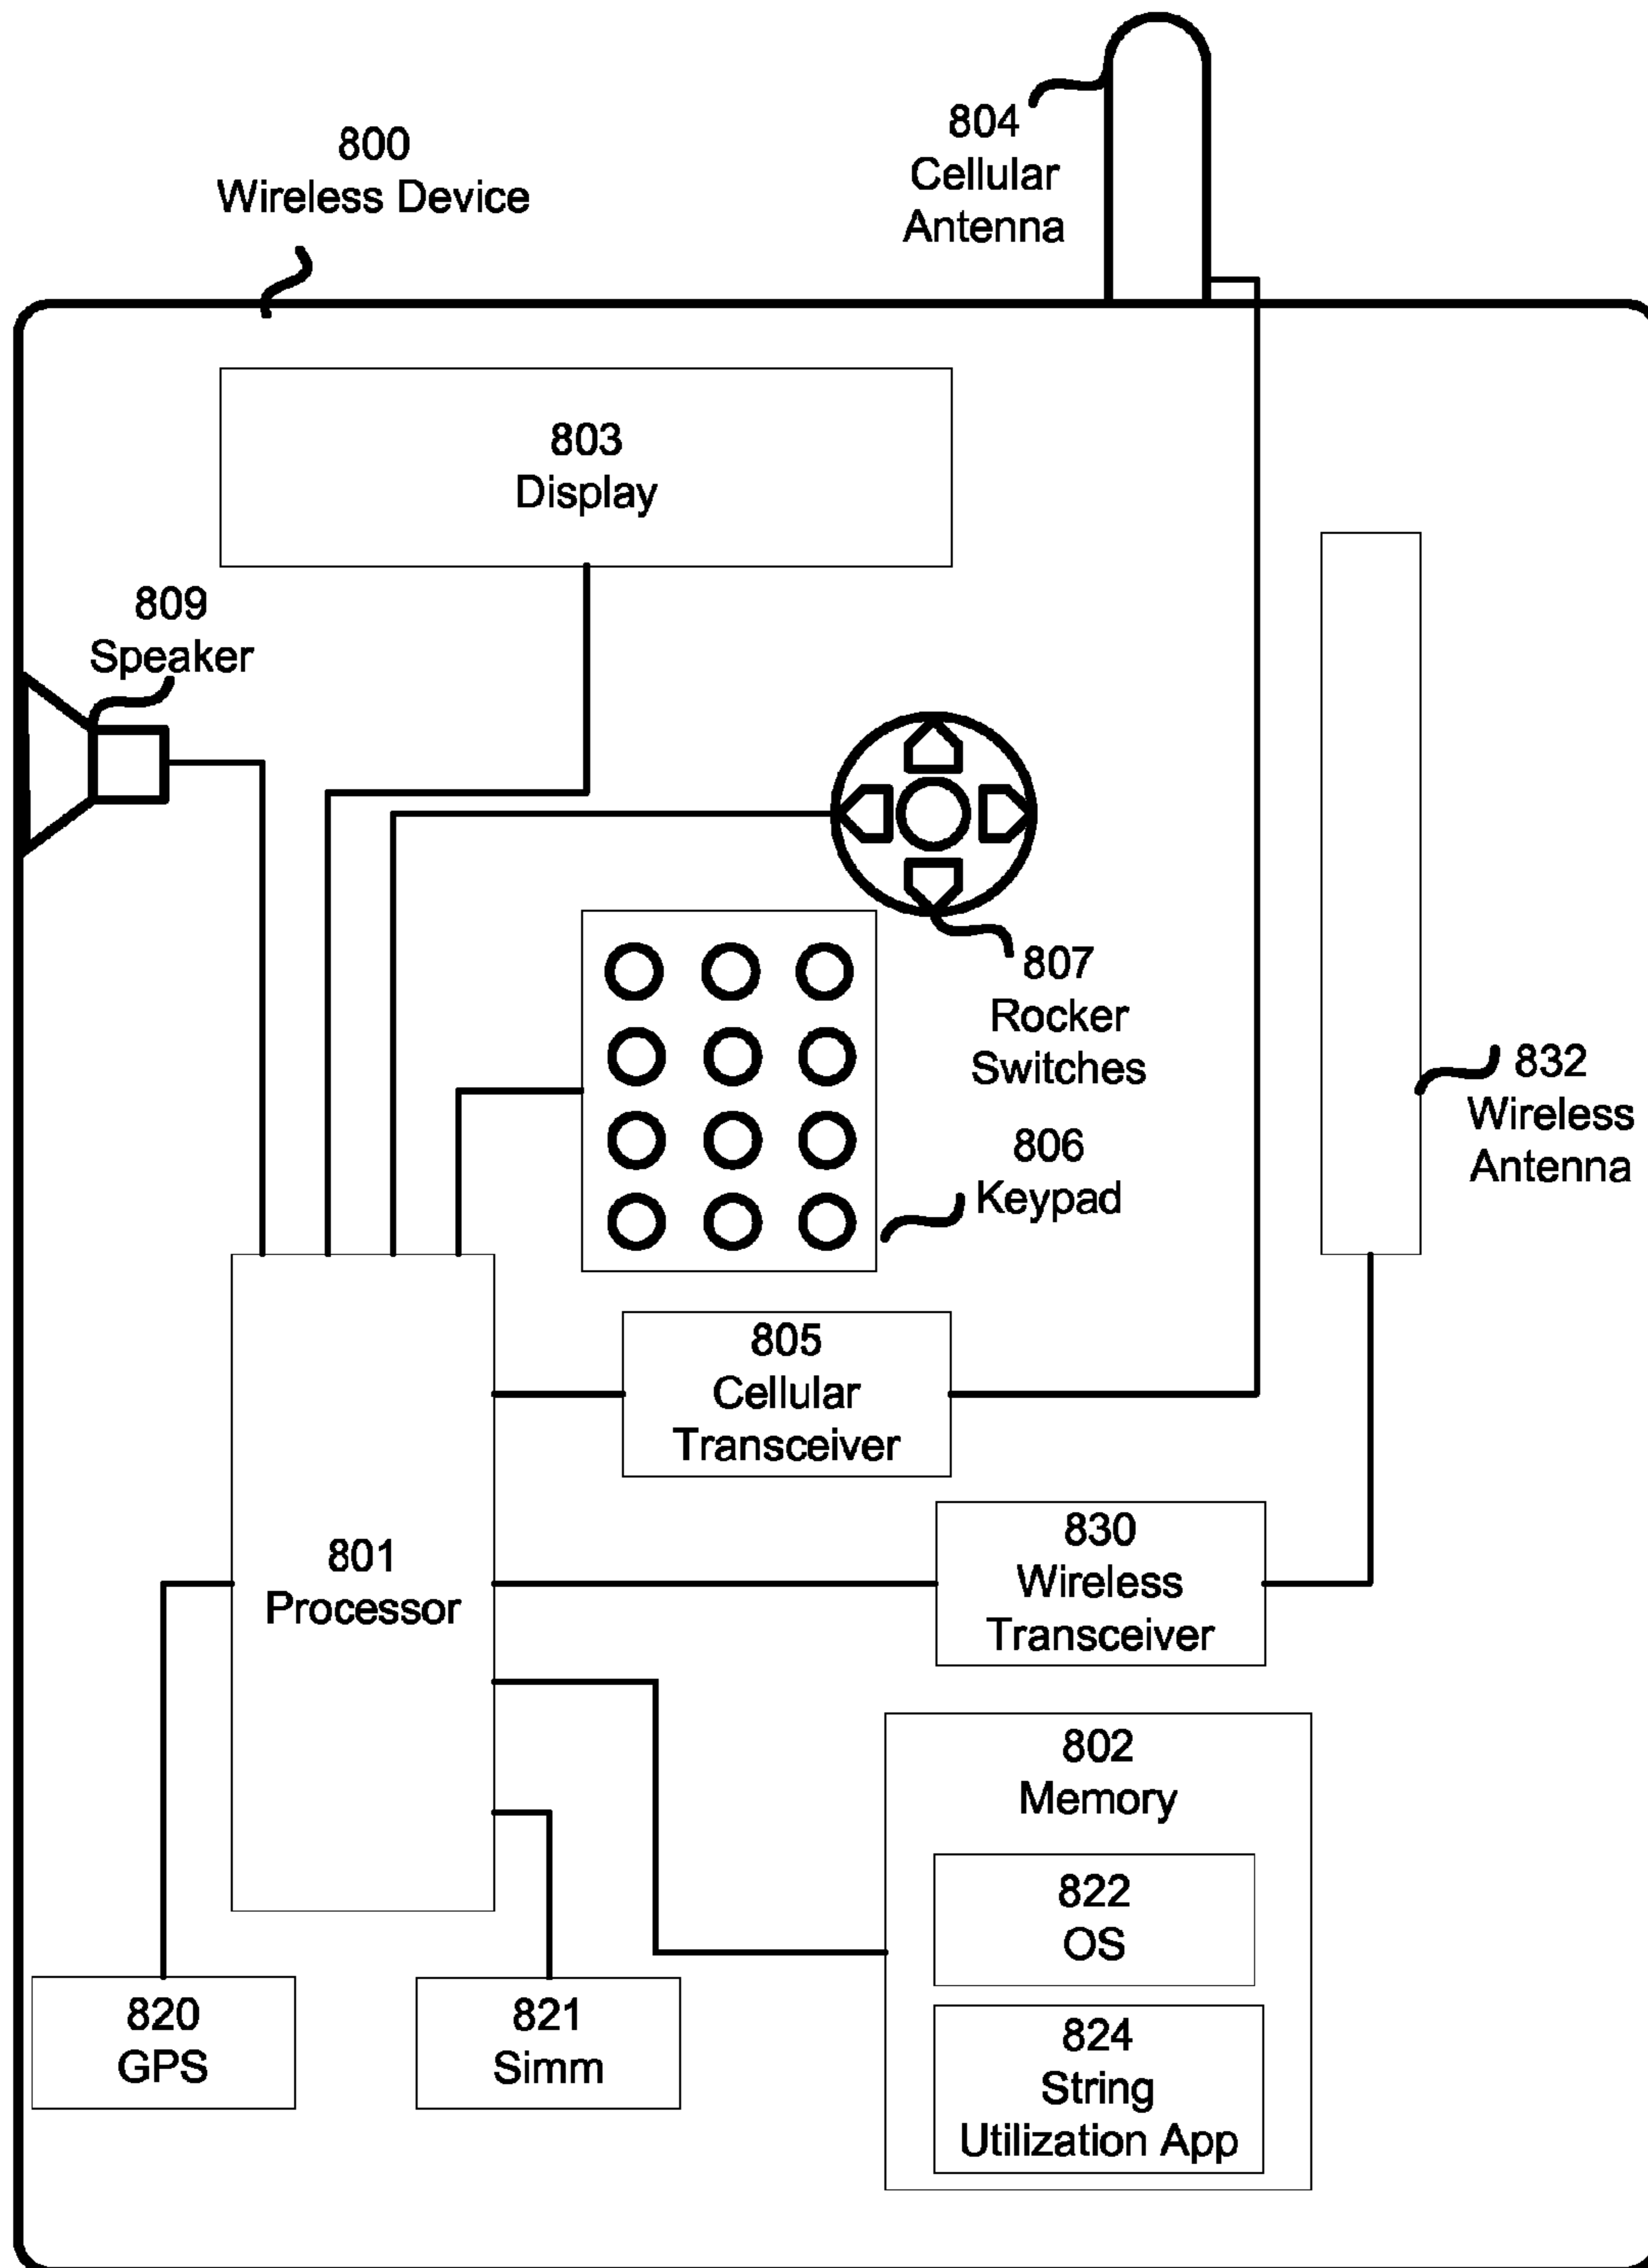 804
Cellular
Antenna
800
Wireless Device
803
Display
809
Speaker
807
Rocker
Switches
832
Wireless
Antenna
806
Keypad
805
Cellular
Transceiver
830
Wireless
Transceiver
801
Processor
802
Memory
822
OS
820
GPS
821
Simm
824
String
Utilization App